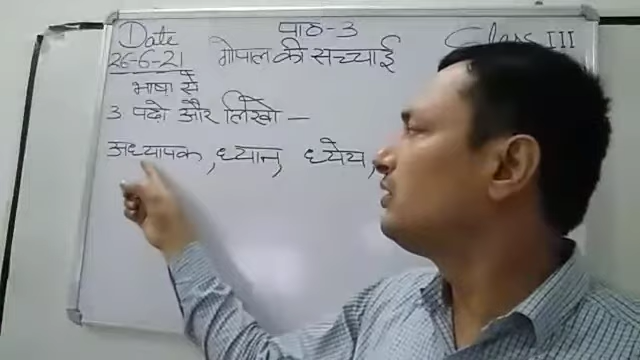 पाठ-3
Date
Class III
26-6-21
गोपाल की सच्चाई
भाषा से
3 पढ़ो और लिखो –
अध्यापक, ध्यान, ध्येय,